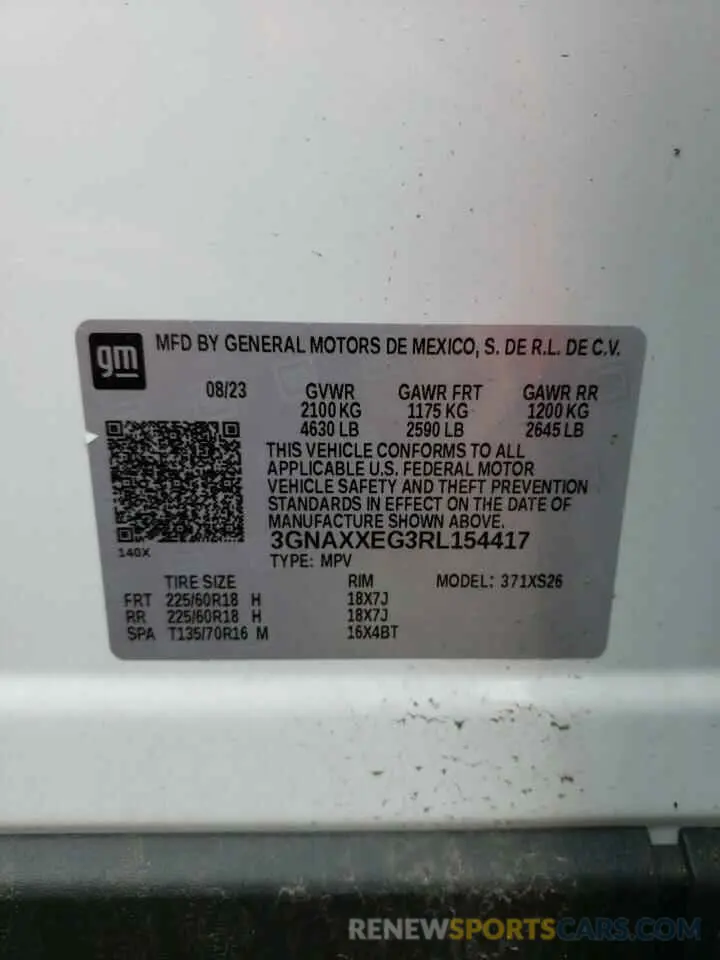 gm MFD BY GENERAL MOTORS DE MEXICO, S. DE R.L. DE C.V.
08/23 GVWR GAWR FRT GAWR RR
2100 KG 1175 KG 1200 KG
4630 LB 2590 LB 2645 LB
THIS VEHICLE CONFORMS TO ALL
APPLICABLE U.S. FEDERAL MOTOR
VEHICLE SAFETY AND THEFT PREVENTION
STANDARDS IN EFFECT ON THE DATE OF
MANUFACTURE SHOWN ABOVE.
3GNAXXEG3RL154417
140X
TYPE: MPV
TIRE SIZE RIM MODEL: 371XS26
FRT 225/60R18 H 18X7J
RR 225/60R18 H 18X7J
SPA T135/70R16 M 16X4BT
RENEWSPORTSCARS.COM